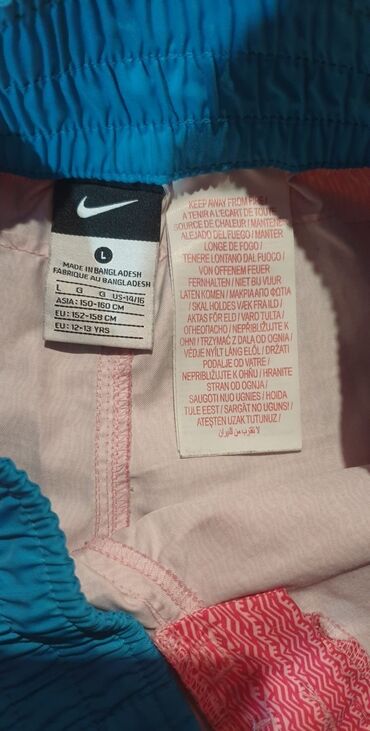 L
MADE IN BANGLADESH
FABRIQUE AU BANGLADESH
L G G US-14/16
ASIA: 150-160 CM
EU: 152-158 CM
EU: 12-13 YRS
KEEP AWAY FROM FIRE /
A TENIR A L'ECART DE TOUTE
SOURCE DE CHALEUR / MANTENER
ALEJADO DEL FUEGO / MANTER
LONGE DE FOGO /
TENERE LONTANO DAL FUOCO /
VON OFFENEM FEUER
FERNHALTEN / NIET BIJ VUUR
LATEN KOMEN / ΜΑΚΡΙΑ ΑΠΟ ΦΩΤΙΑ
/ SKAL HOLDES VÆK FRA ILD /
AKTAS FÖR ELD / VARO TULTA /
ОГНЕОПАСНО / NEPŘIBLIŽUJTE K
OHNI / TRZYMAĆ Z DALA OD OGNIA /
VÉDJE NYÍLT LÁNG ELŐL / DRŽATI
PODALJE OD VATRE /
NEPRIBLIŽUJTE K OHŇU / HRANITE
STRAN OD OGNJA /
SAUGOTI NUO UGNIES / HOIDA
TULE EEST / SARGĀT NO UGUNS! /
ATEŞTEN UZAK TUTUNUZ /
لا تقترب من النيران